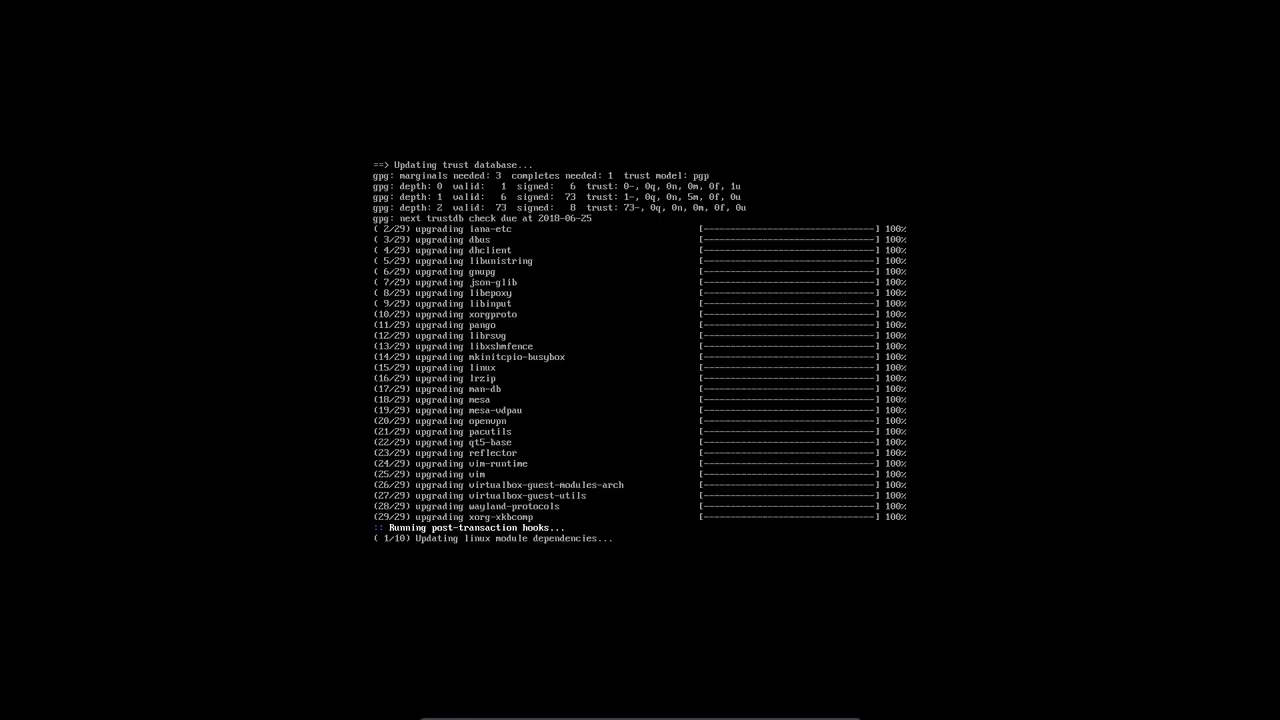 ==> Updating trust database...
gpg: marginals needed: 3  completes needed: 1  trust model: pgp
gpg: depth: 0  valid:   1  signed:   6  trust: 0-, 0q, 0n, 0m, 0f, 1u
gpg: depth: 1  valid:   6  signed:  73  trust: 1-, 0q, 0n, 5m, 0f, 0u
gpg: depth: 2  valid:  73  signed:   8  trust: 73-, 0q, 0n, 0m, 0f, 0u
gpg: next trustdb check due at 2018-06-25
( 2/29) upgrading iana-etc [--------------------------------] 100%
( 3/29) upgrading dbus [--------------------------------] 100%
( 4/29) upgrading dhclient [--------------------------------] 100%
( 5/29) upgrading libunistring [--------------------------------] 100%
( 6/29) upgrading gnupg [--------------------------------] 100%
( 7/29) upgrading json-glib [--------------------------------] 100%
( 8/29) upgrading libepoxy [--------------------------------] 100%
( 9/29) upgrading libinput [--------------------------------] 100%
(10/29) upgrading xorgproto [--------------------------------] 100%
(11/29) upgrading pango [--------------------------------] 100%
(12/29) upgrading librsvg [--------------------------------] 100%
(13/29) upgrading libxshmfence [--------------------------------] 100%
(14/29) upgrading mkinitcpio-busybox [--------------------------------] 100%
(15/29) upgrading linux [--------------------------------] 100%
(16/29) upgrading lrzip [--------------------------------] 100%
(17/29) upgrading man-db [--------------------------------] 100%
(18/29) upgrading mesa [--------------------------------] 100%
(19/29) upgrading mesa-vdpau [--------------------------------] 100%
(20/29) upgrading openvpn [--------------------------------] 100%
(21/29) upgrading pacutils [--------------------------------] 100%
(22/29) upgrading qt5-base [--------------------------------] 100%
(23/29) upgrading reflector [--------------------------------] 100%
(24/29) upgrading vim-runtime [--------------------------------] 100%
(25/29) upgrading vim [--------------------------------] 100%
(26/29) upgrading virtualbox-guest-modules-arch [--------------------------------] 100%
(27/29) upgrading virtualbox-guest-utils [--------------------------------] 100%
(28/29) upgrading wayland-protocols [--------------------------------] 100%
(29/29) upgrading xorg-xkbcomp [--------------------------------] 100%
:: Running post-transaction hooks...
( 1/10) Updating linux module dependencies...